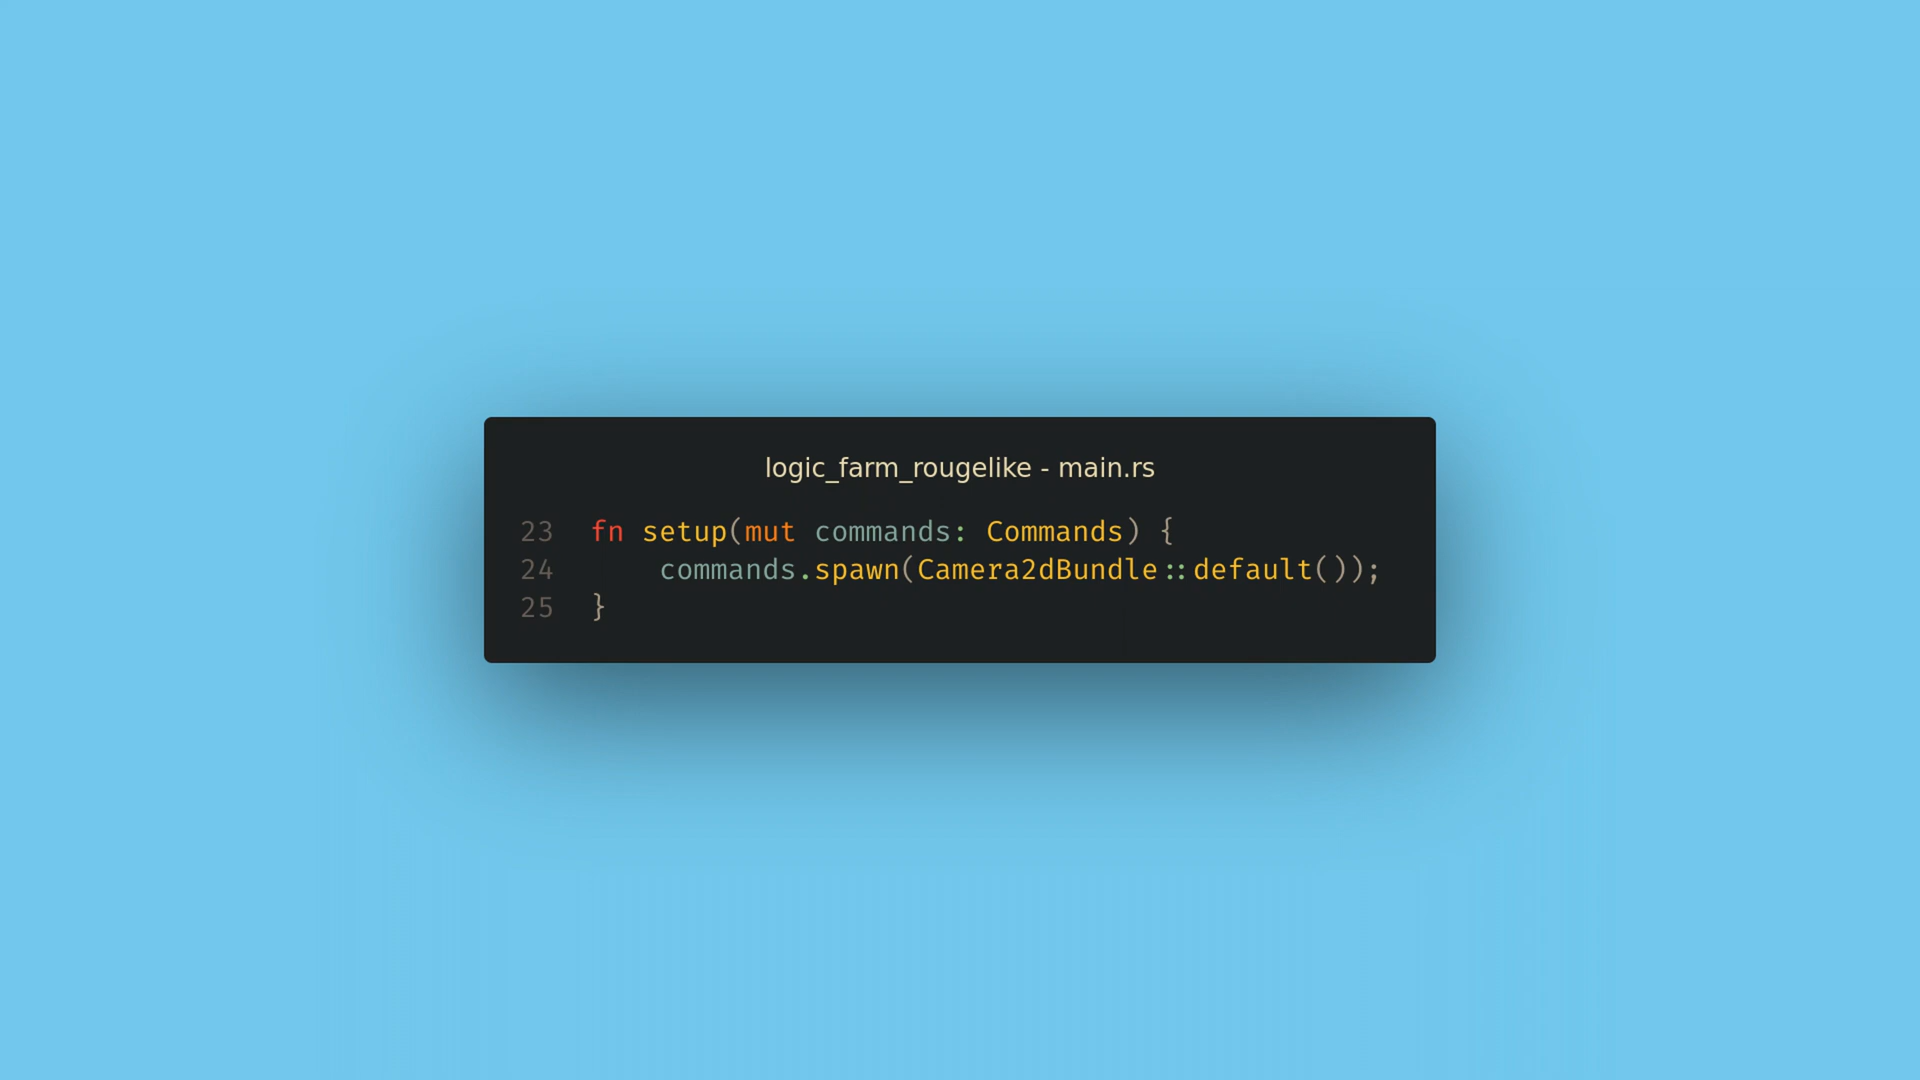 logic_farm_rougelike - main.rs
23 fn setup(mut commands: Commands) {
24     commands.spawn(Camera2dBundle::default());
25 }